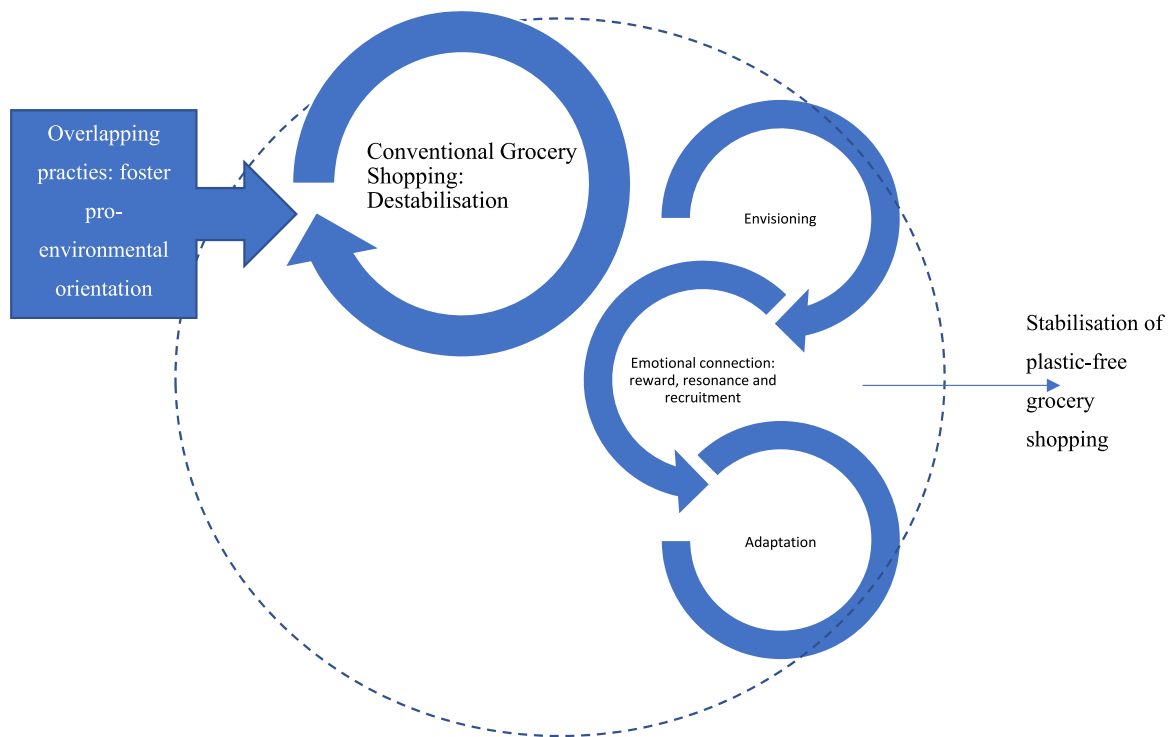 Overlapping
practies: foster
pro-
environmental
orientation
Conventional Grocery
Shopping:
Destabilisation
Envisioning
Emotional connection:
reward, resonance and
recruitment
Adaptation
Stabilisation of
plastic-free
grocery
shopping